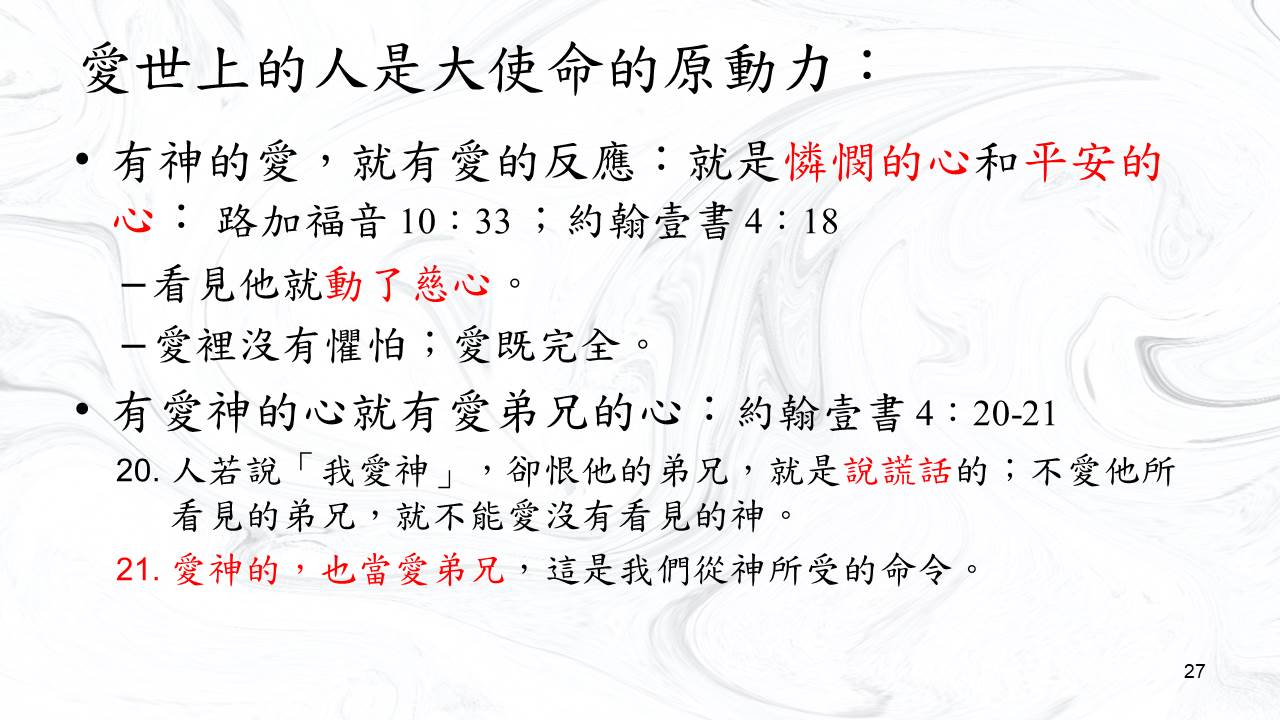 愛世上的人是大使命的原動力：
• 有神的愛，就有愛的反應：就是憐憫的心和平安的
心： 路加福音 10：33 ；約翰壹書 4：18
–看見他就動了慈心。
–愛裡沒有懼怕；愛既完全。
• 有愛神的心就有愛弟兄的心：約翰壹書 4：20-21
20. 人若說「我愛神」，卻恨他的弟兄，就是說謊話的；不愛他所
看見的弟兄，就不能愛沒有看見的神。
21. 愛神的，也當愛弟兄，這是我們從神所受的命令。
27